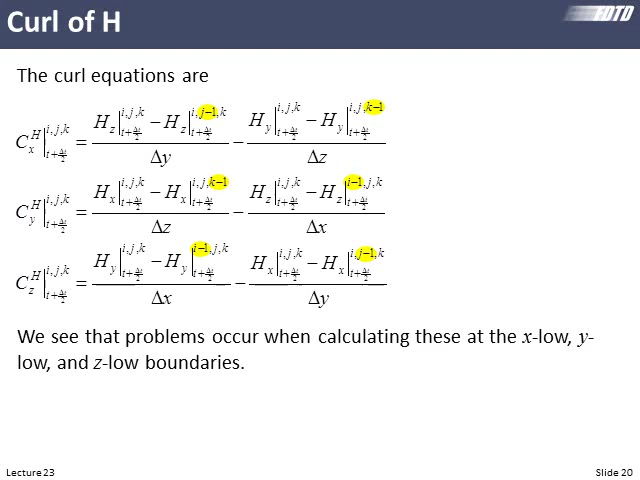 Curl of H
FDTD
The curl equations are
C_x^H|_{t+Δt/2}^{i,j,k} = (H_z|_{t+Δt/2}^{i,j,k} − H_z|_{t+Δt/2}^{i,j−1,k})/Δy − (H_y|_{t+Δt/2}^{i,j,k} − H_y|_{t+Δt/2}^{i,j,k−1})/Δz
C_y^H|_{t+Δt/2}^{i,j,k} = (H_x|_{t+Δt/2}^{i,j,k} − H_x|_{t+Δt/2}^{i,j,k−1})/Δz − (H_z|_{t+Δt/2}^{i,j,k} − H_z|_{t+Δt/2}^{i−1,j,k})/Δx
C_z^H|_{t+Δt/2}^{i,j,k} = (H_y|_{t+Δt/2}^{i,j,k} − H_y|_{t+Δt/2}^{i−1,j,k})/Δx − (H_x|_{t+Δt/2}^{i,j,k} − H_x|_{t+Δt/2}^{i,j−1,k})/Δy
We see that problems occur when calculating these at the x-low, y-
low, and z-low boundaries.
Lecture 23
Slide 20